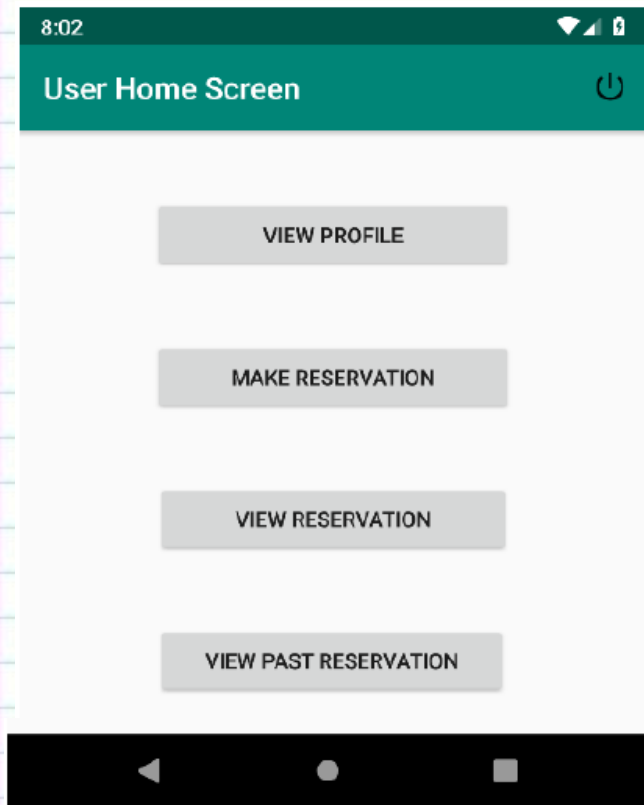 8:02
User Home Screen
VIEW PROFILE
MAKE RESERVATION
VIEW RESERVATION
VIEW PAST RESERVATION